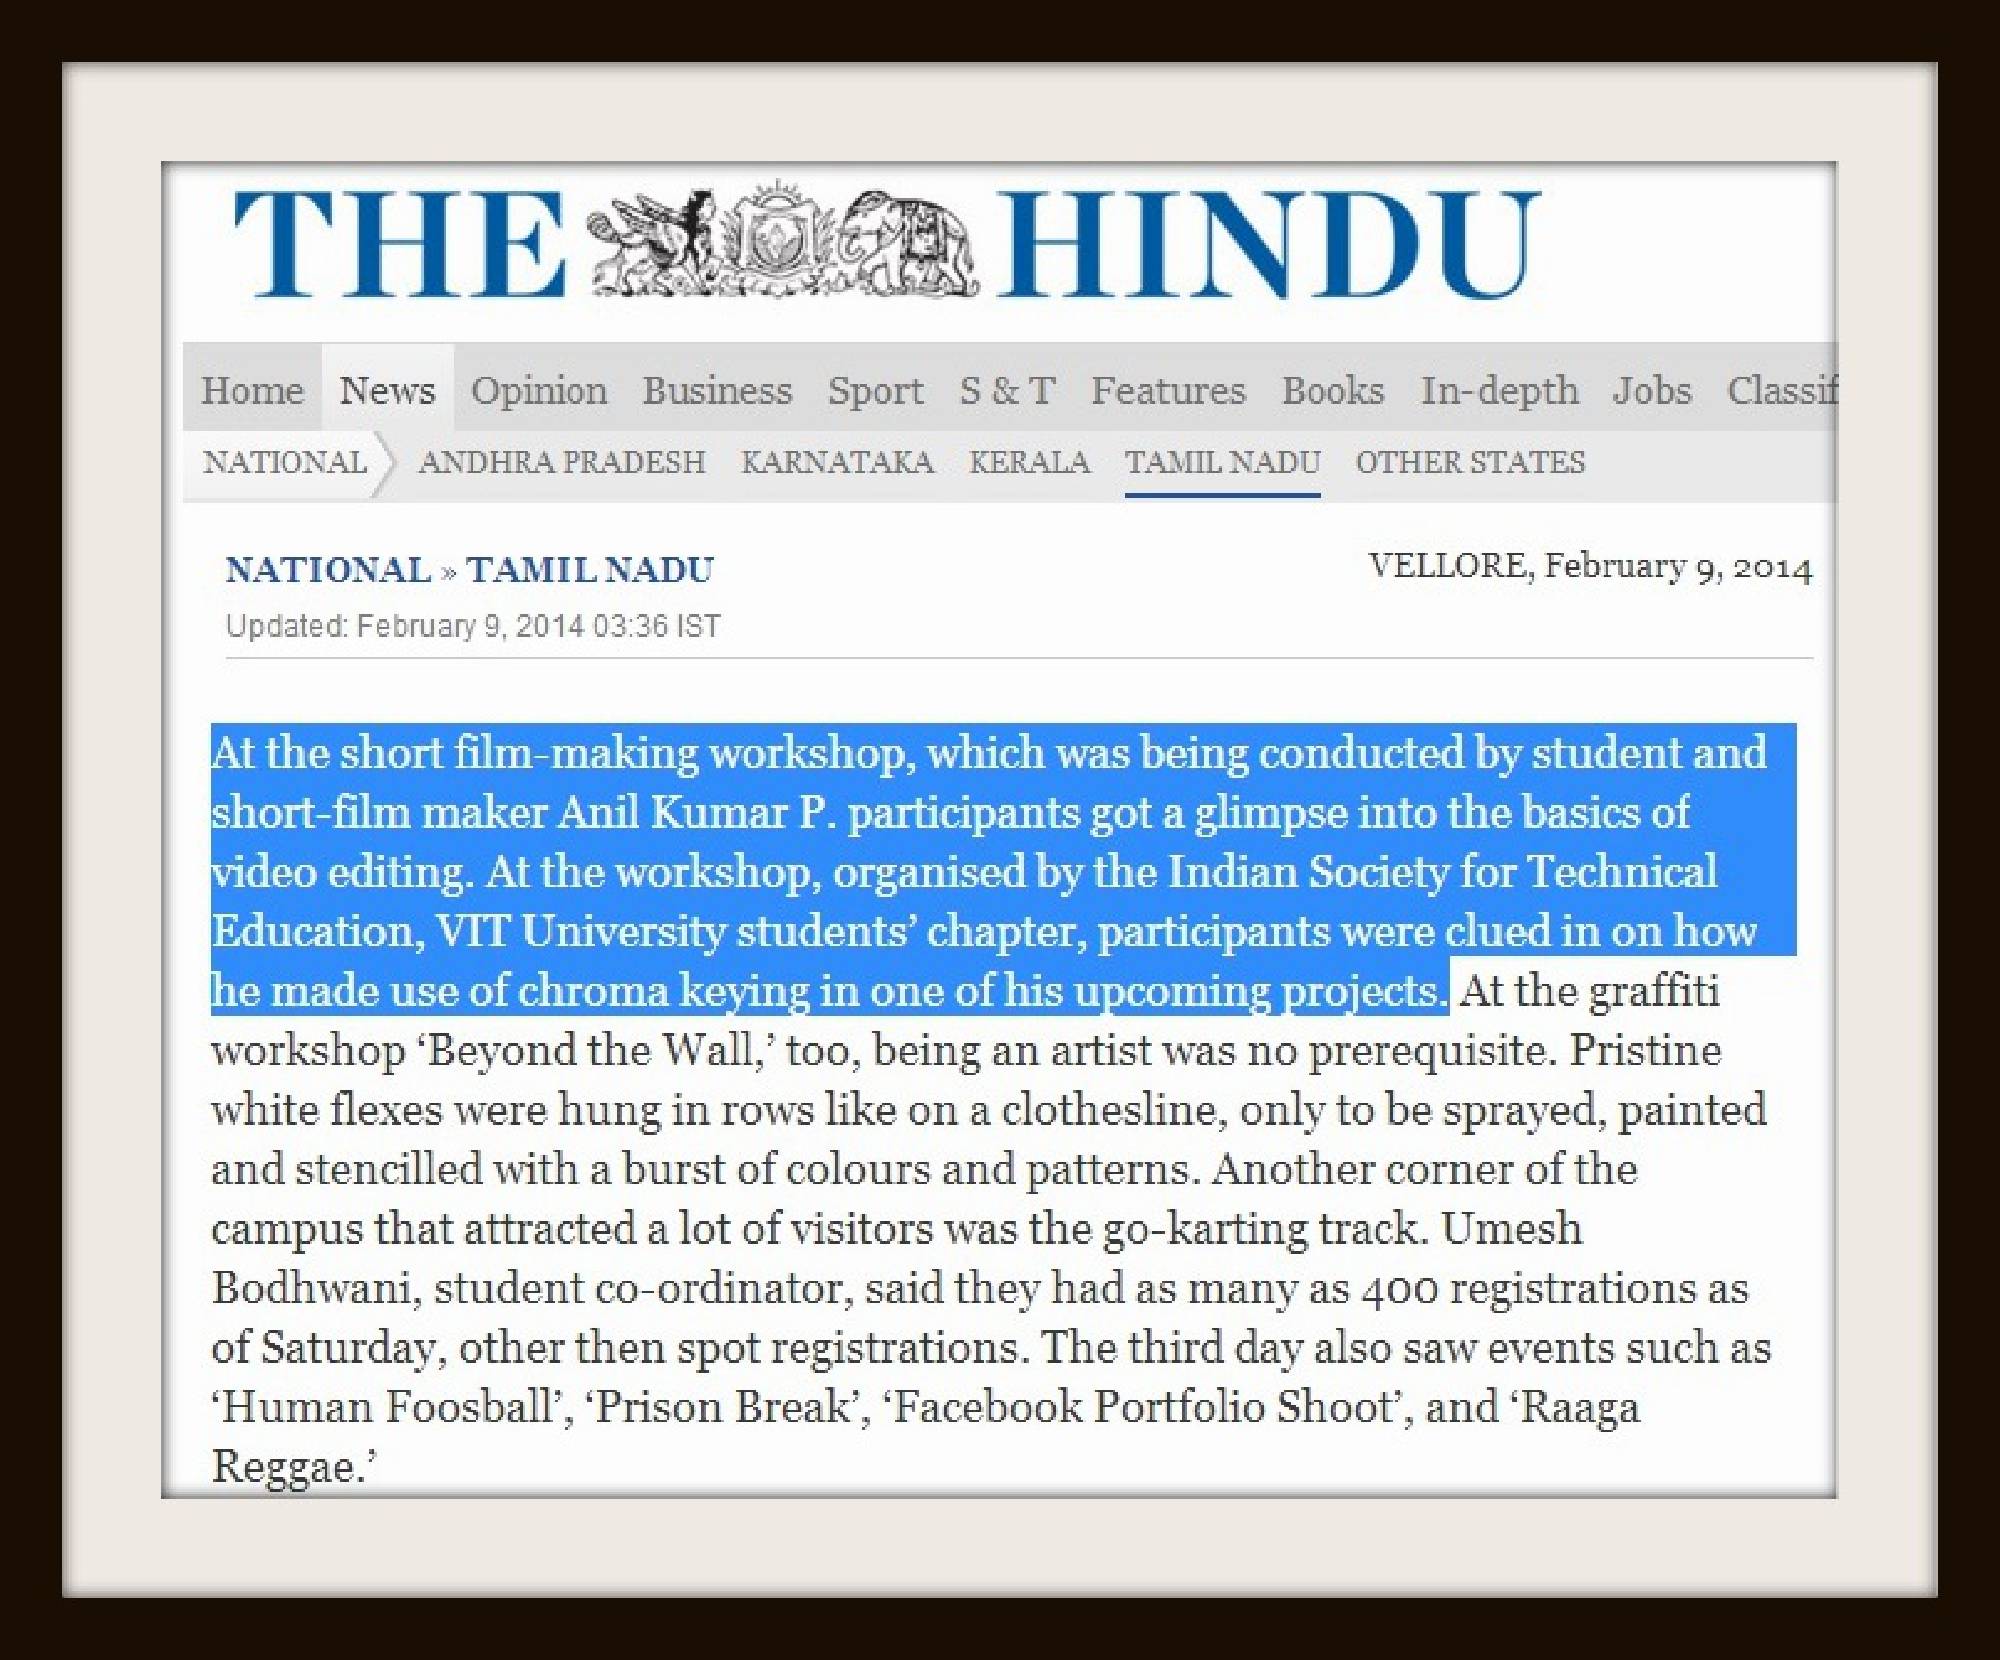 THE HINDU
Home News Opinion Business Sport S & T Features Books In-depth Jobs Classif
NATIONAL ANDHRA PRADESH KARNATAKA KERALA TAMIL NADU OTHER STATES
NATIONAL » TAMIL NADU
VELLORE, February 9, 2014
Updated: February 9, 2014 03:36 IST
At the short film-making workshop, which was being conducted by student and
short-film maker Anil Kumar P. participants got a glimpse into the basics of
video editing. At the workshop, organised by the Indian Society for Technical
Education, VIT University students’ chapter, participants were clued in on how
he made use of chroma keying in one of his upcoming projects. At the graffiti
workshop ‘Beyond the Wall,’ too, being an artist was no prerequisite. Pristine
white flexes were hung in rows like on a clothesline, only to be sprayed, painted
and stencilled with a burst of colours and patterns. Another corner of the
campus that attracted a lot of visitors was the go-karting track. Umesh
Bodhwani, student co-ordinator, said they had as many as 400 registrations as
of Saturday, other then spot registrations. The third day also saw events such as
‘Human Foosball’, ‘Prison Break’, ‘Facebook Portfolio Shoot’, and ‘Raaga
Reggae.’